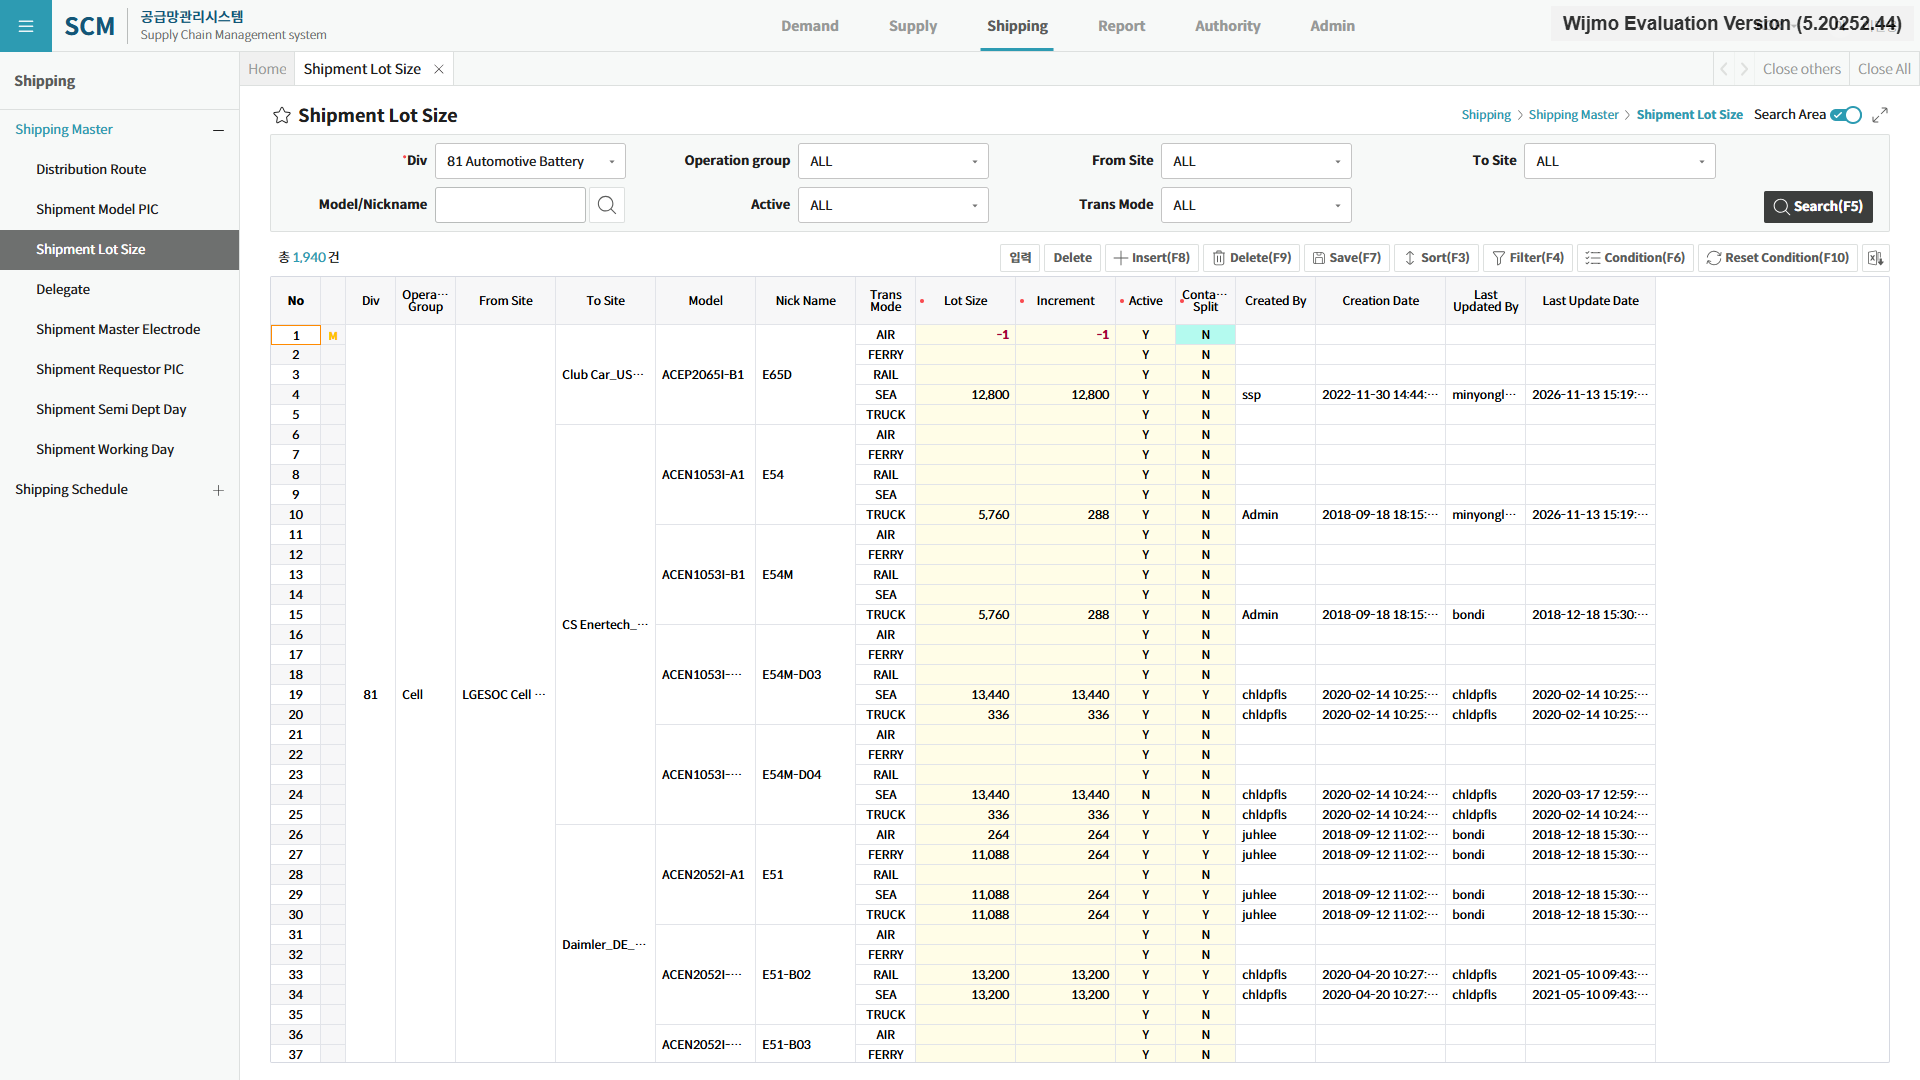 SCM
공급망관리시스템
Supply Chain Management system
Demand Supply Shipping Report Authority Admin
Wijmo Evaluation Version (5.20252.44)
Shipping
Home Shipment Lot Size
Close others Close All
Shipping Master
Distribution Route
Shipment Model PIC
Shipment Lot Size
Delegate
Shipment Master Electrode
Shipment Requestor PIC
Shipment Semi Dept Day
Shipment Working Day
Shipping Schedule
Shipment Lot Size
Shipping > Shipping Master > Shipment Lot Size Search Area
*Div 81 Automotive Battery Operation group ALL From Site ALL To Site ALL
Model/Nickname Active ALL Trans Mode ALL
Search(F5)
총 1,940 건
입력 Delete Insert(F8) Delete(F9) Save(F7) Sort(F3) Filter(F4) Condition(F6) Reset Condition(F10)
No Div Opera··· Group From Site To Site Model Nick Name Trans Mode Lot Size Increment Active Conta··· Split Created By Creation Date Last Updated By Last Update Date
1 M AIR -1 -1 Y N
2 FERRY Y N
3 Club Car_US··· ACEP2065I-B1 E65D RAIL Y N
4 SEA 12,800 12,800 Y N ssp 2022-11-30 14:44:··· minyongl··· 2026-11-13 15:19:···
5 TRUCK Y N
6 AIR Y N
7 FERRY Y N
8 ACEN1053I-A1 E54 RAIL Y N
9 SEA Y N
10 TRUCK 5,760 288 Y N Admin 2018-09-18 18:15:··· minyongl··· 2026-11-13 15:19:···
11 AIR Y N
12 FERRY Y N
13 ACEN1053I-B1 E54M RAIL Y N
14 SEA Y N
15 CS Enertech_··· TRUCK 5,760 288 Y N Admin 2018-09-18 18:15:··· bondi 2018-12-18 15:30:···
16 AIR Y N
17 FERRY Y N
18 ACEN1053I-··· E54M-D03 RAIL Y N
19 81 Cell LGESOC Cell ··· SEA 13,440 13,440 Y Y chldpfls 2020-02-14 10:25:··· chldpfls 2020-02-14 10:25:···
20 TRUCK 336 336 Y N chldpfls 2020-02-14 10:25:··· chldpfls 2020-02-14 10:25:···
21 AIR Y N
22 FERRY Y N
23 ACEN1053I-··· E54M-D04 RAIL Y N
24 SEA 13,440 13,440 N N chldpfls 2020-02-14 10:24:··· chldpfls 2020-03-17 12:59:···
25 TRUCK 336 336 Y N chldpfls 2020-02-14 10:24:··· chldpfls 2020-02-14 10:24:···
26 AIR 264 264 Y Y juhlee 2018-09-12 11:02:··· bondi 2018-12-18 15:30:···
27 FERRY 11,088 264 Y Y juhlee 2018-09-12 11:02:··· bondi 2018-12-18 15:30:···
28 ACEN2052I-A1 E51 RAIL Y N
29 SEA 11,088 264 Y Y juhlee 2018-09-12 11:02:··· bondi 2018-12-18 15:30:···
30 TRUCK 11,088 264 Y Y juhlee 2018-09-12 11:02:··· bondi 2018-12-18 15:30:···
31 Daimler_DE_··· AIR Y N
32 FERRY Y N
33 ACEN2052I-··· E51-B02 RAIL 13,200 13,200 Y Y chldpfls 2020-04-20 10:27:··· chldpfls 2021-05-10 09:43:···
34 SEA 13,200 13,200 Y Y chldpfls 2020-04-20 10:27:··· chldpfls 2021-05-10 09:43:···
35 TRUCK Y N
36 ACEN2052I-··· E51-B03 AIR Y N
37 FERRY Y N